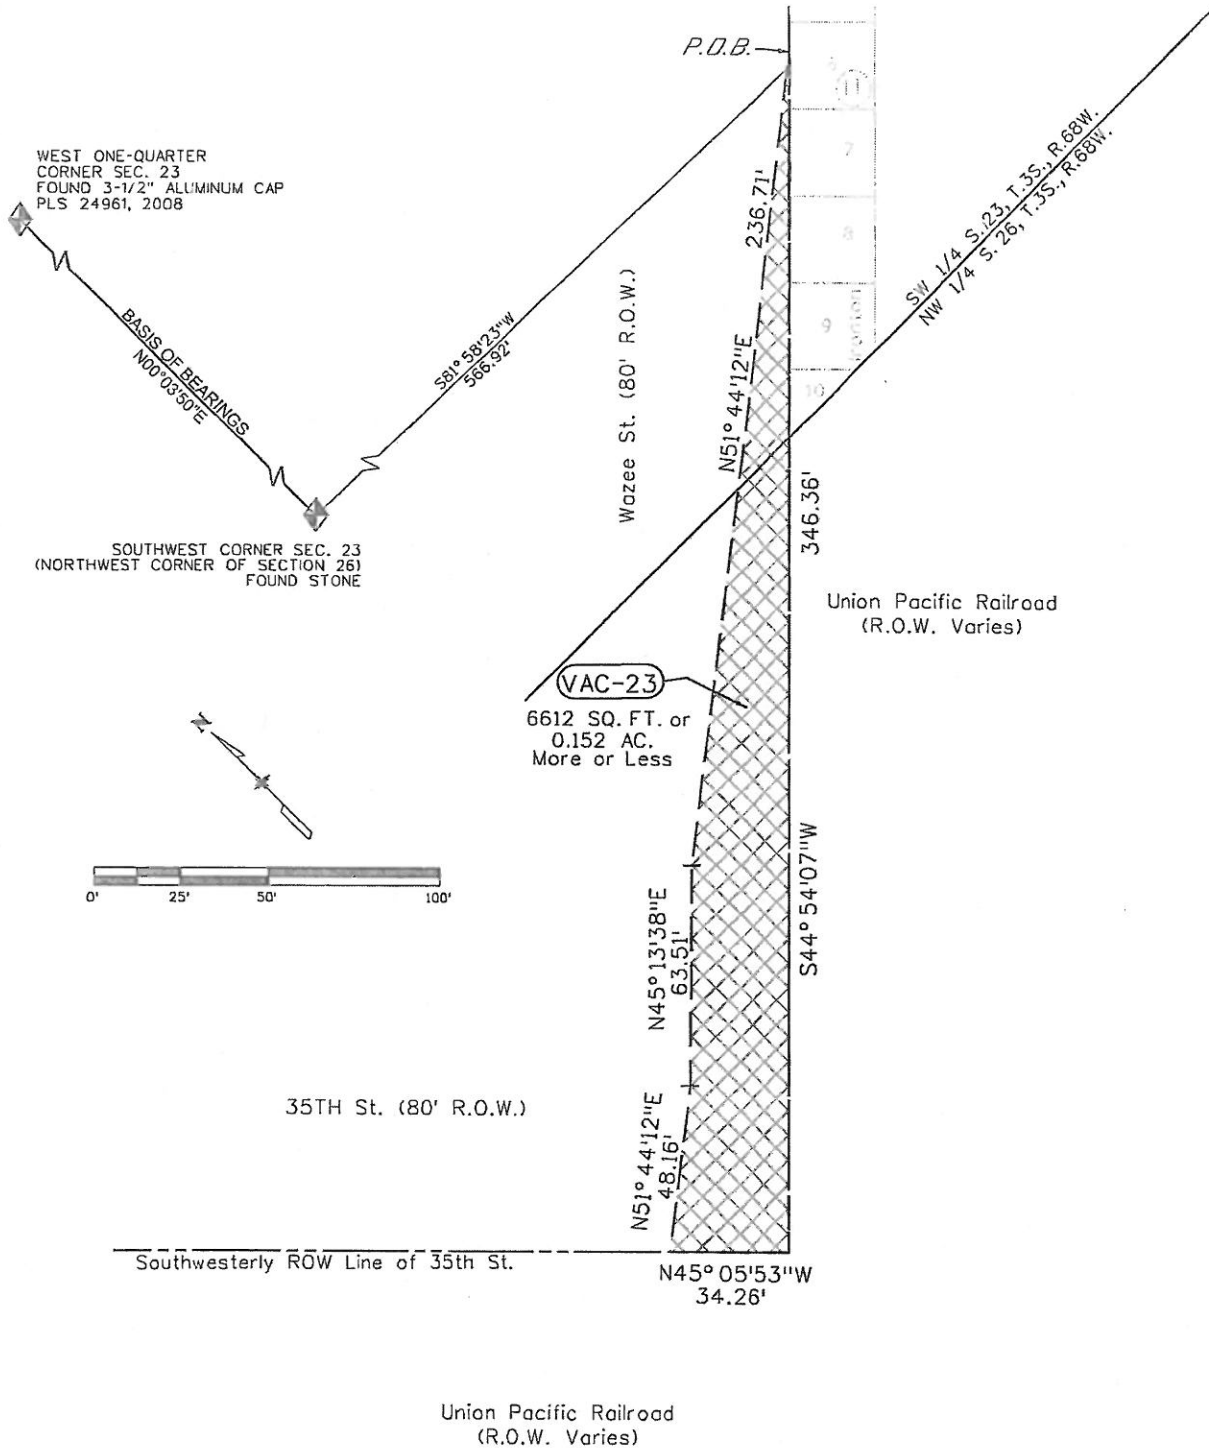 P.O.B.
11
7
8
9
10
Ironton
WEST ONE-QUARTER
CORNER SEC. 23
FOUND 3-1/2" ALUMINUM CAP
PLS 24961, 2008
BASIS OF BEARINGS
N00°03'50"E
S81°58'23"W
566.92'
236.71'
N51°44'12"E
Wazee St. (80' R.O.W.)
SW 1/4 S. 23, T.3S., R.68W.
NW 1/4 S. 26, T.3S., R.68W.
SOUTHWEST CORNER SEC. 23
(NORTHWEST CORNER OF SECTION 26)
FOUND STONE
346.36'
Union Pacific Railroad
(R.O.W. Varies)
VAC-23
6612 SQ. FT. or
0.152 AC.
More or Less
N
0' 25' 50' 100'
S44°54'07"W
N45°13'38"E
63.51'
35TH St. (80' R.O.W.)
N51°44'12"E
48.16'
Southwesterly ROW Line of 35th St.
N45°05'53"W
34.26'
Union Pacific Railroad
(R.O.W. Varies)